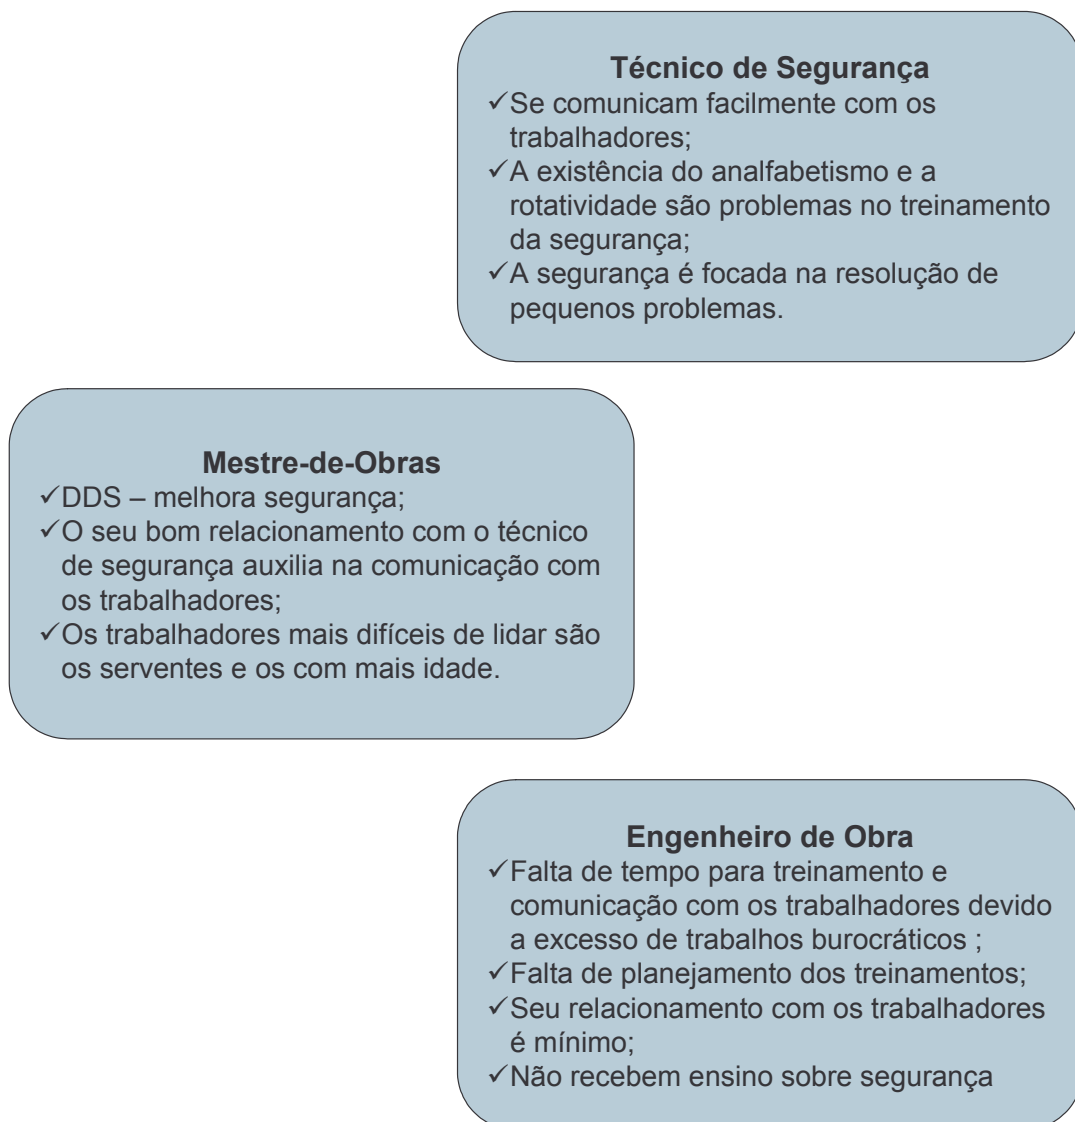 Técnico de Segurança
✓Se comunicam facilmente com os
trabalhadores;
✓A existência do analfabetismo e a
rotatividade são problemas no treinamento
da segurança;
✓A segurança é focada na resolução de
pequenos problemas.
Mestre-de-Obras
✓DDS – melhora segurança;
✓O seu bom relacionamento com o técnico
de segurança auxilia na comunicação com
os trabalhadores;
✓Os trabalhadores mais difíceis de lidar são
os serventes e os com mais idade.
Engenheiro de Obra
✓Falta de tempo para treinamento e
comunicação com os trabalhadores devido
a excesso de trabalhos burocráticos ;
✓Falta de planejamento dos treinamentos;
✓Seu relacionamento com os trabalhadores
é mínimo;
✓Não recebem ensino sobre segurança